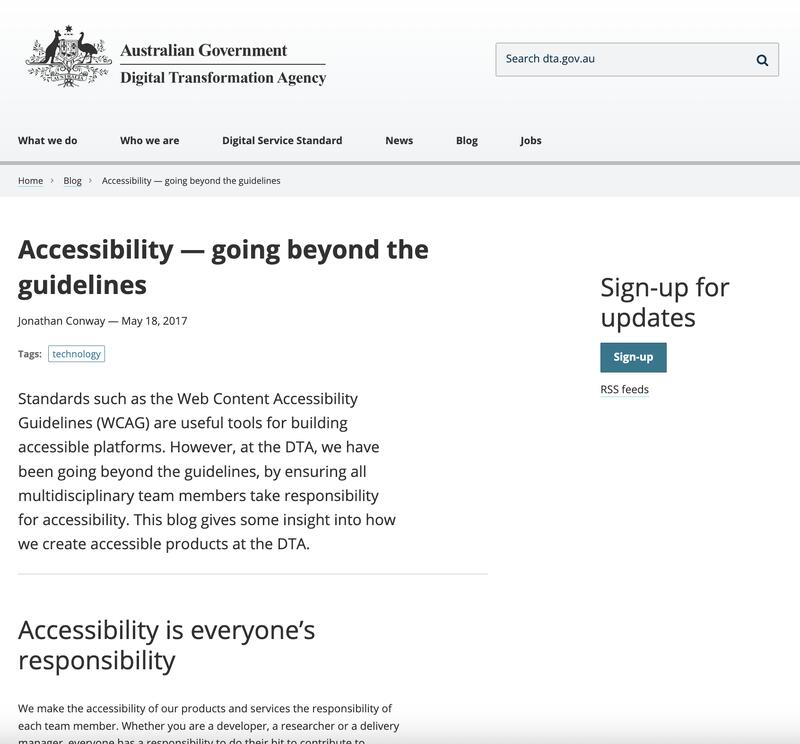 Australian Government
Digital Transformation Agency
Search dta.gov.au
What we do Who we are Digital Service Standard News Blog Jobs
Home › Blog › Accessibility — going beyond the guidelines
Accessibility — going beyond the
guidelines
Jonathan Conway — May 18, 2017
Tags: technology
Standards such as the Web Content Accessibility
Guidelines (WCAG) are useful tools for building
accessible platforms. However, at the DTA, we have
been going beyond the guidelines, by ensuring all
multidisciplinary team members take responsibility
for accessibility. This blog gives some insight into how
we create accessible products at the DTA.
Sign-up for
updates
Sign-up
RSS feeds
Accessibility is everyone’s
responsibility
We make the accessibility of our products and services the responsibility of
each team member. Whether you are a developer, a researcher or a delivery
manager, everyone has a responsibility to do their bit to contribute to